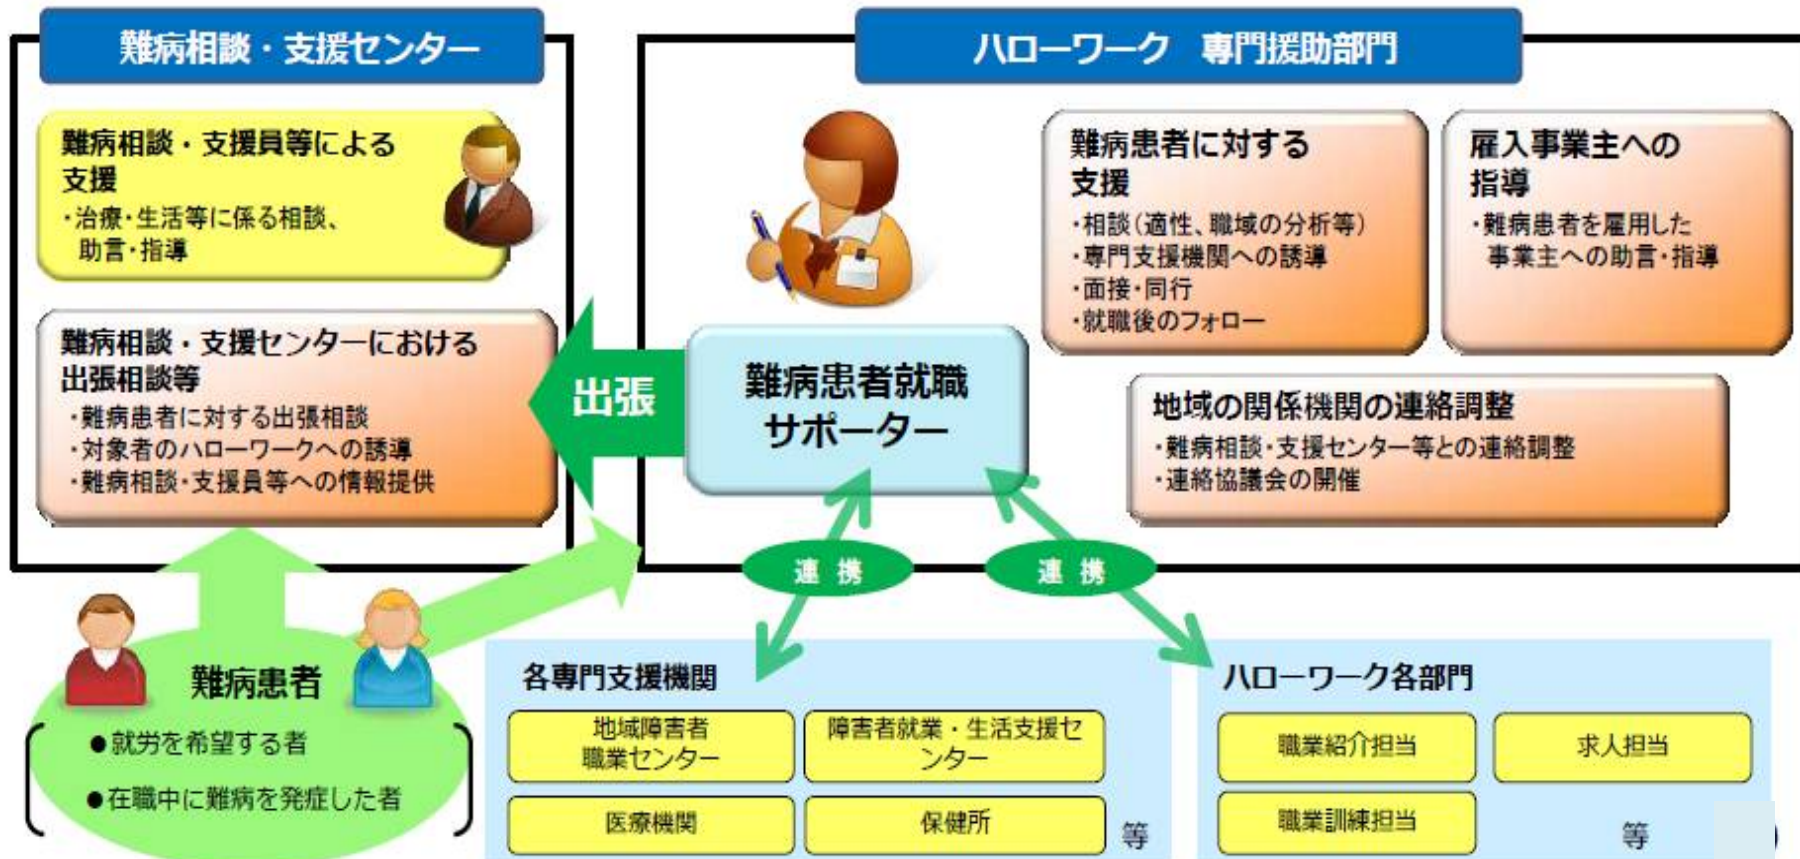 難病相談・支援センター
難病相談・支援員等による
支援
・治療・生活等に係る相談、
助言・指導
難病相談・支援センターにおける
出張相談等
・難病患者に対する出張相談
・対象者のハローワークへの誘導
・難病相談・支援員等への情報提供
出張
ハローワーク 専門援助部門
難病患者就職
サポーター
難病患者に対する
支援
・相談(適性、職域の分析等)
・専門支援機関への誘導
・面接・同行
・就職後のフォロー
雇入事業主への
指導
・難病患者を雇用した
事業主への助言・指導
地域の関係機関の連絡調整
・難病相談・支援センター等との連絡調整
・連絡協議会の開催
連携
連携
難病患者
●就労を希望する者
●在職中に難病を発症した者
各専門支援機関
地域障害者
職業センター
障害者就業・生活支援セ
ンター
医療機関
保健所
等
ハローワーク各部門
職業紹介担当
求人担当
職業訓練担当
等